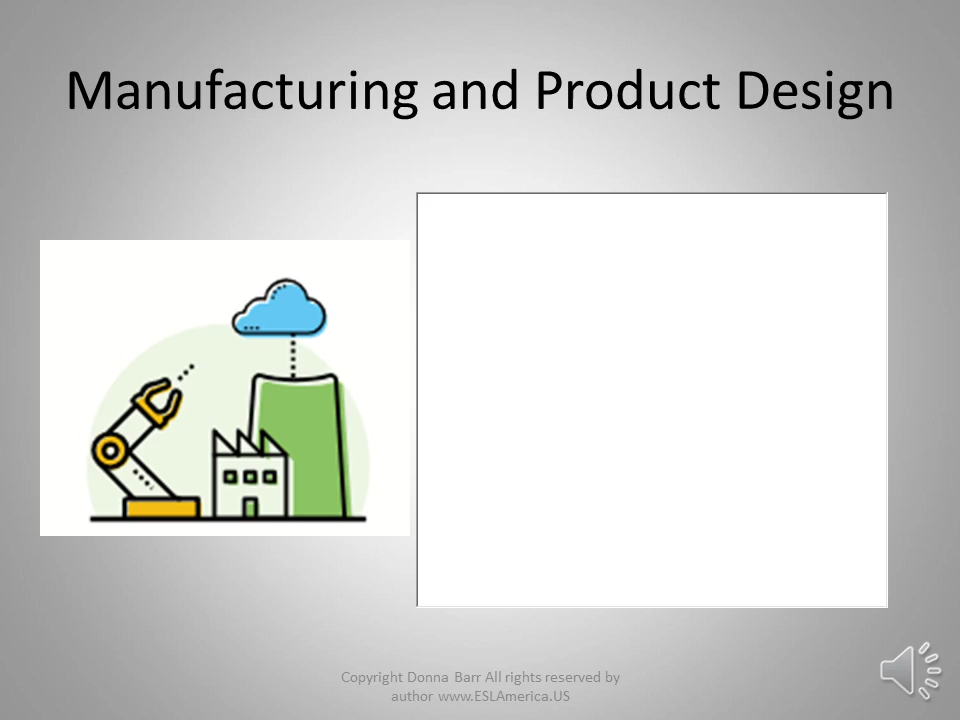 Manufacturing and Product Design
Copyright Donna Barr All rights reserved by
author www.ESLAmerica.US